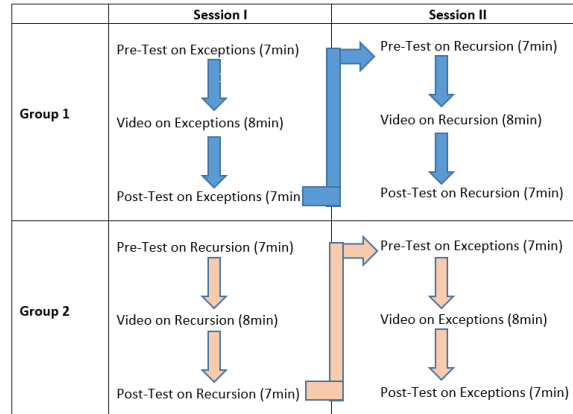 Session I
Session II
Group 1
Pre-Test on Exceptions (7min)
Video on Exceptions (8min)
Post-Test on Exceptions (7min
Pre-Test on Recursion (7min)
Video on Recursion (8min)
Post-Test on Recursion (7min)
Group 2
Pre-Test on Recursion (7min)
Video on Recursion (8min)
Post-Test on Recursion (7min)
Pre-Test on Exceptions (7min)
Video on Exceptions (8min)
Post-Test on Exceptions (7min)